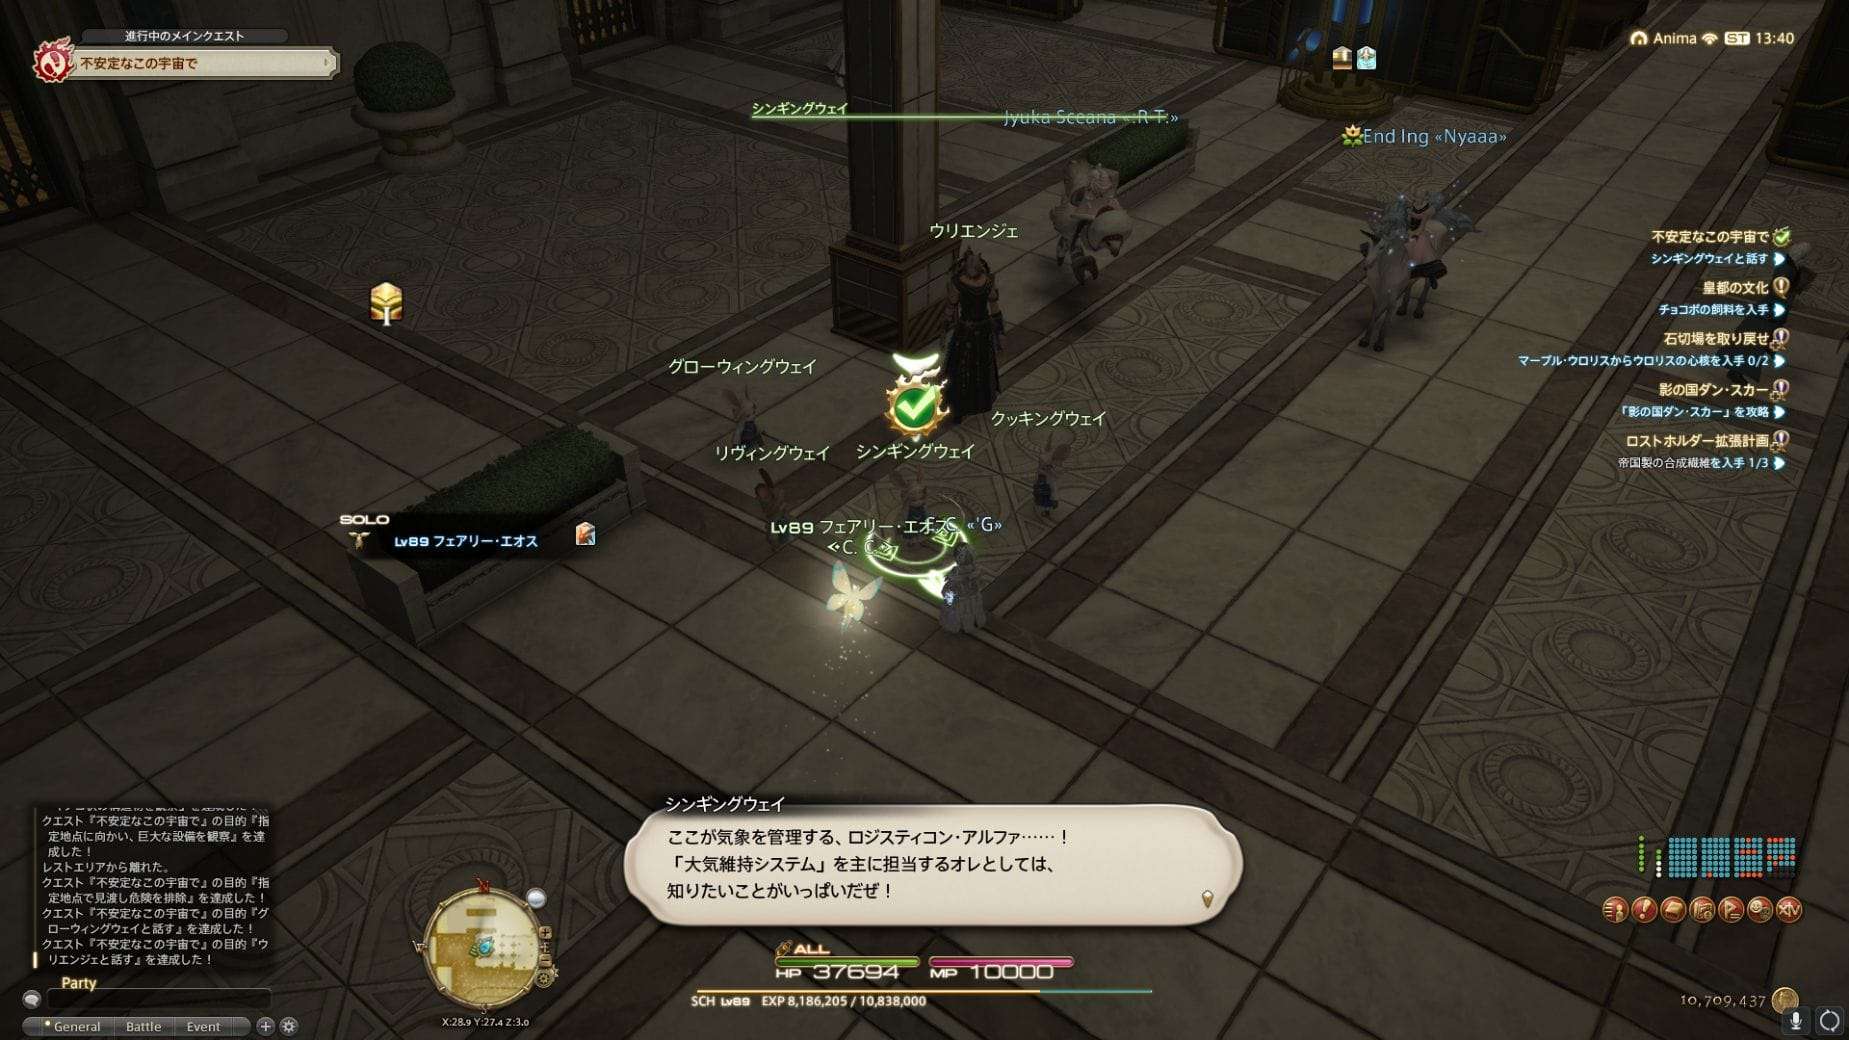 進行中のメインクエスト
不安定なこの宇宙で
Anima ST 13:40
シンギングウェイ
Jyuka Sceana «:R-T:»
End Ing «Nyaaa»
ウリエンジェ
不安定なこの宇宙で
シンギングウェイと話す
皇都の文化
チョコボの飼料を入手
石切場を取り戻せ
マーブル・ウロリスからウロリスの心核を入手 0/2
影の国ダン・スカー
「影の国ダン・スカー」を攻略
ロストホルダー拡張計画
帝国製の合成繊維を入手 1/3
グローウィングウェイ
クッキングウェイ
リヴィングウェイ
シンギングウェイ
SOLO
Lv89 フェアリー・エオス
Lv89 フェアリー・エオス
C. C. «'G»
シンギングウェイ
ここが気象を管理する、ロジスティコン・アルファ……！
「大気維持システム」を主に担当するオレとしては、
知りたいことがいっぱいだぜ！
クエスト『不安定なこの宇宙で』の目的『指
定地点に向かい、巨大な設備を観察』を達
成した！
レストエリアから離れた。
クエスト『不安定なこの宇宙で』の目的『指
定地点で見渡し危険を排除』を達成した！
クエスト『不安定なこの宇宙で』の目的『グ
ローウィングウェイと話す』を達成した！
クエスト『不安定なこの宇宙で』の目的『ウ
リエンジェと話す』を達成した！
Party
General Battle Event
X:28.9 Y:27.4 Z:3.0
ALL
HP 37694 MP 10000
SCH Lv89 EXP 8,186,205 / 10,838,000
10,709,437